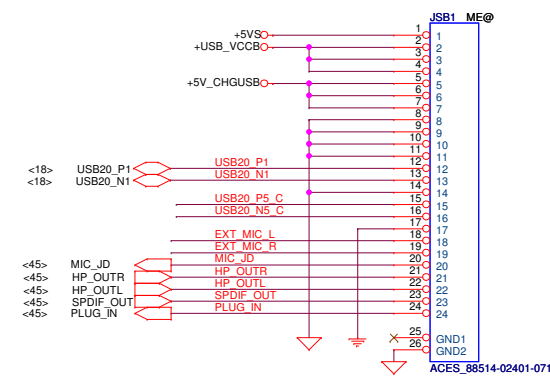 JSB1 ME@
+5VS 1 1
+USB_VCCB 2 2
3 3
4 4
+5V_CHGUSB 5 5
6 6
7 7
8 8
9 9
10 10
11 11
<18> USB20_P1 USB20_P1 12 12
<18> USB20_N1 USB20_N1 13 13
14 14
USB20_P5_C 15 15
USB20_N5_C 16 16
17 17
EXT_MIC_L 18 18
EXT_MIC_R 19 19
<45> MIC_JD MIC_JD 20 20
<45> HP_OUTR HP_OUTR 21 21
<45> HP_OUTL HP_OUTL 22 22
<45> SPDIF_OUT SPDIF_OUT 23 23
<45> PLUG_IN PLUG_IN 24 24
25 GND1
26 GND2
ACES_88514-02401-071